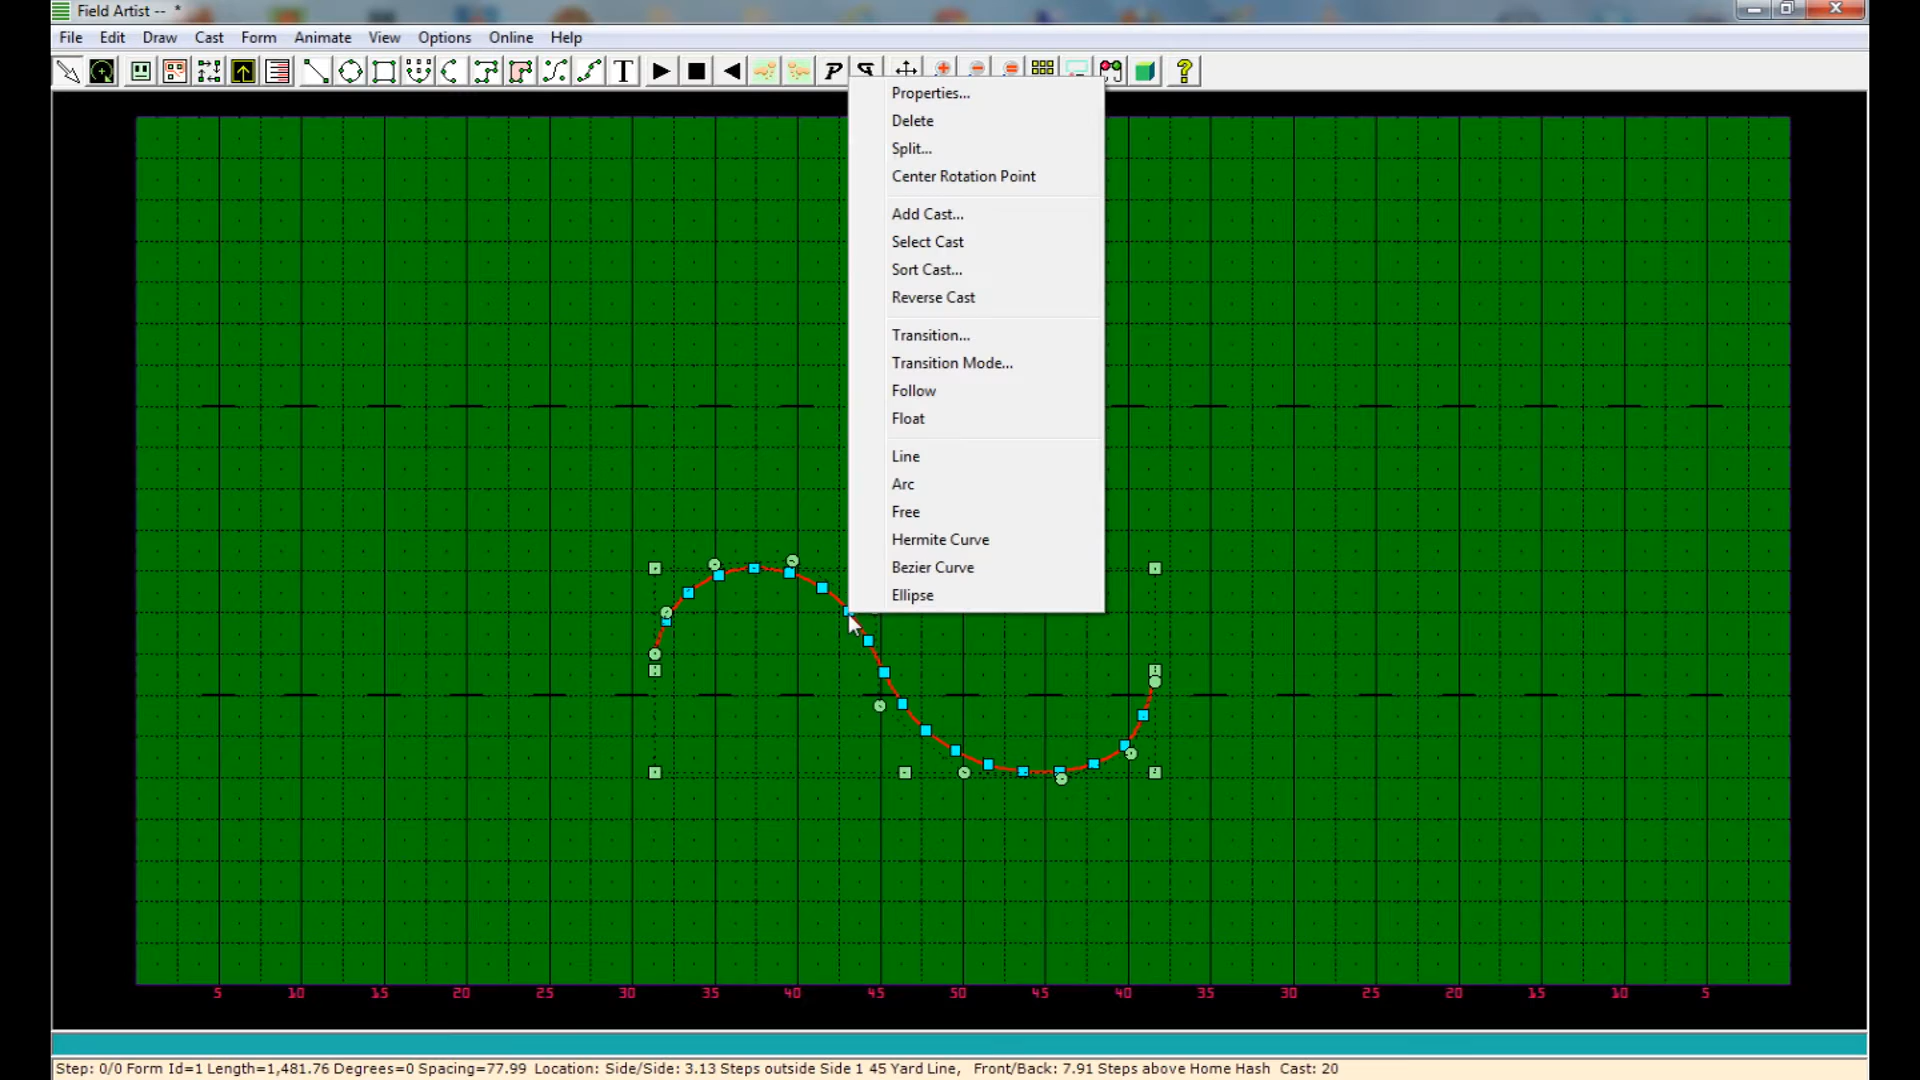 Field Artist -- *
File Edit Draw Cast Form Animate View Options Online Help
T P ?
Properties...
Delete
Split...
Center Rotation Point
Add Cast...
Select Cast
Sort Cast...
Reverse Cast
Transition...
Transition Mode...
Follow
Float
Line
Arc
Free
Hermite Curve
Bezier Curve
Ellipse
5 10 15 20 25 30 35 40 45 50 45 40 35 30 25 20 15 10 5
Step: 0/0 Form Id=1 Length=1,481.76 Degrees=0 Spacing=77.99 Location: Side/Side: 3.13 Steps outside Side 1 45 Yard Line, Front/Back: 7.91 Steps above Home Hash Cast: 20